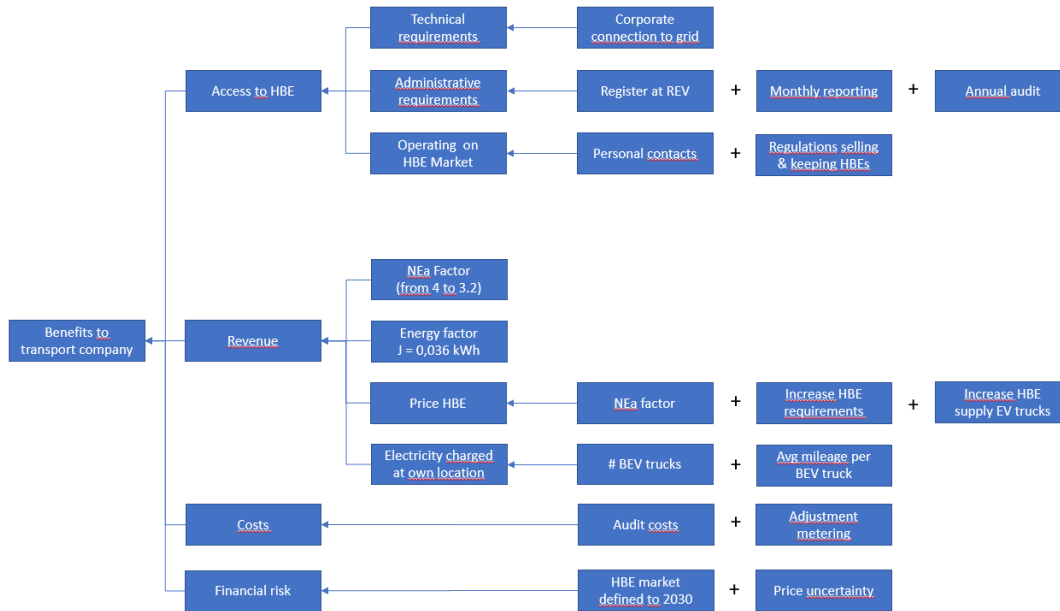 Technical
requirements
Corporate
connection to grid
Access to HBE
Administrative
requirements
Register at REV
+
Monthly reporting
+
Annual audit
Operating on
HBE Market
Personal contacts
+
Regulations selling
& keeping HBEs
NEa Factor
(from 4 to 3.2)
Benefits to
transport company
Revenue
Energy factor
J = 0,036 kWh
Price HBE
NEa factor
+
Increase HBE
requirements
+
Increase HBE
supply EV trucks
Electricity charged
at own location
# BEV trucks
+
Avg mileage per
BEV truck
Costs
Audit costs
+
Adjustment
metering
Financial risk
HBE market
defined to 2030
+
Price uncertainty